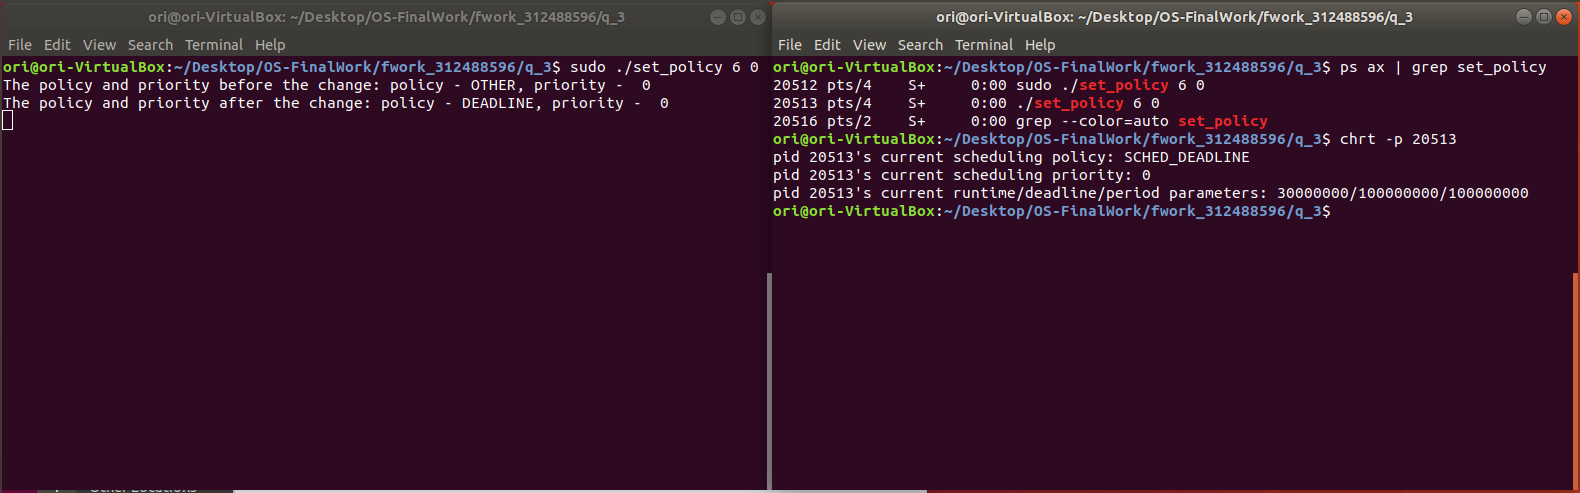 ori@ori-VirtualBox: ~/Desktop/OS-FinalWork/fwork_312488596/q_3
File Edit View Search Terminal Help
ori@ori-VirtualBox:~/Desktop/OS-FinalWork/fwork_312488596/q_3$ sudo ./set_policy 6 0
The policy and priority before the change: policy - OTHER, priority -  0
The policy and priority after the change: policy - DEADLINE, priority -  0
ori@ori-VirtualBox: ~/Desktop/OS-FinalWork/fwork_312488596/q_3
File Edit View Search Terminal Help
ori@ori-VirtualBox:~/Desktop/OS-FinalWork/fwork_312488596/q_3$ ps ax | grep set_policy
20512 pts/4    S+     0:00 sudo ./set_policy 6 0
20513 pts/4    S+     0:00 ./set_policy 6 0
20516 pts/2    S+     0:00 grep --color=auto set_policy
ori@ori-VirtualBox:~/Desktop/OS-FinalWork/fwork_312488596/q_3$ chrt -p 20513
pid 20513's current scheduling policy: SCHED_DEADLINE
pid 20513's current scheduling priority: 0
pid 20513's current runtime/deadline/period parameters: 30000000/100000000/100000000
ori@ori-VirtualBox:~/Desktop/OS-FinalWork/fwork_312488596/q_3$
Other Locations